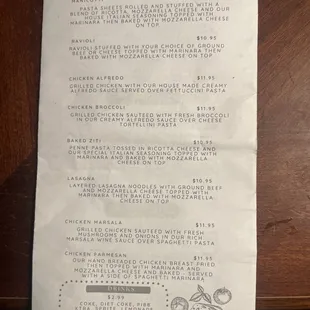 MANICOTTI
PASTA SHEETS ROLLED AND STUFFED WITH A
BLEND OF RICOTTA, MOZZARELLA CHEESE AND OUR
HOUSE ITALIAN SEASONING TOPPED WITH
MARINARA THEN BAKED WITH MOZZARELLA CHEESE
ON TOP
RAVIOLI $10.95
RAVIOLI STUFFED WITH YOUR CHOICE OF GROUND
BEEF OR CHEESE TOPPED WITH MARINARA THEN
BAKED WITH MOZZARELLA CHEESE ON TOP
CHICKEN ALFREDO $11.95
GRILLED CHICKEN WITH OUR HOUSE MADE CREAMY
ALFREDO SAUCE SERVED OVER FETTUCCINI PASTA
CHICKEN BROCCOLI $11.95
GRILLED CHICKEN SAUTEED WITH FRESH BROCCOLI
IN OUR CREAMY ALFREDO SAUCE OVER CHEESE
TORTELLINI PASTA
BAKED ZITI $10.95
PENNE PASTA TOSSED IN RICOTTA CHEESE AND
OUR SPECIAL ITALIAN SEASONING TOPPED WITH
MARINARA AND BAKED WITH MOZZARELLA
CHEESE ON TOP
LASAGNA $10.95
LAYERED LASAGNA NOODLES WITH GROUND BEEF
AND MOZZARELLA CHEESE TOPPED WITH
MARINARA THEN BAKED WITH MOZZARELLA
CHEESE ON TOP
CHICKEN MARSALA $11.95
GRILLED CHICKEN SAUTEED WITH FRESH
MUSHROOMS AND ONIONS IN OUR RICH
MARSALA WINE SAUCE OVER SPAGHETTI PASTA
CHICKEN PARMESAN $11.95
OUR HAND BREADED CHICKEN BREAST FRIED
THEN TOPPED WITH MARINARA AND
MOZZARELLA CHEESE AND BAKED - SERVED
WITH A SIDE OF SPAGHETTI MARINARA
DRINKS
$2.99
COKE, DIET COKE, PIBB
XTRA, SPRITE, LEMONADE